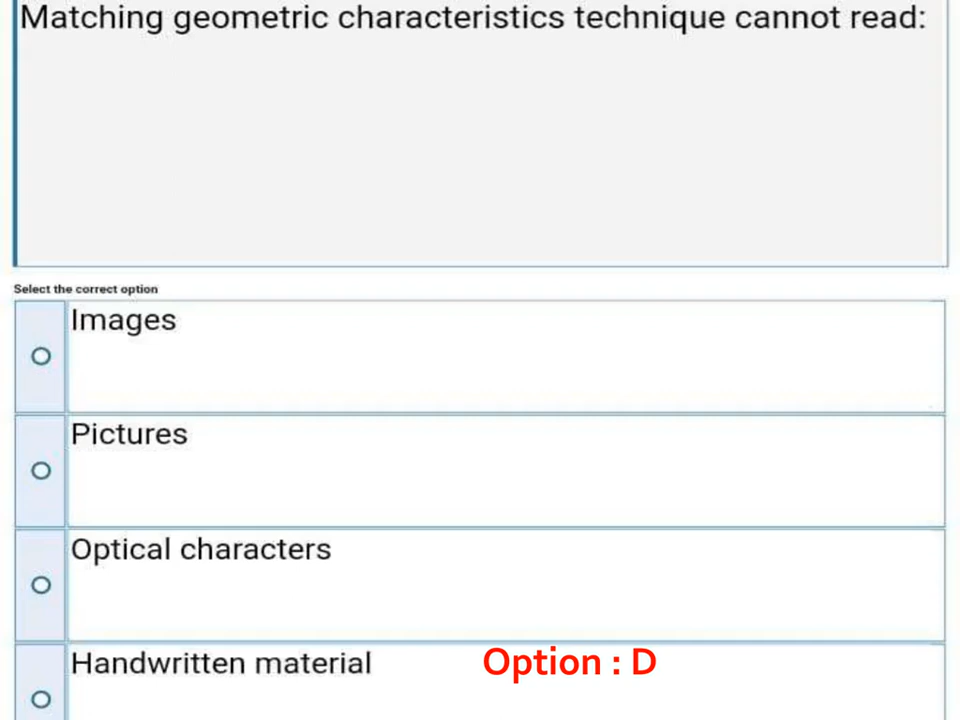 Matching geometric characteristics technique cannot read:
Select the correct option
Images
Pictures
Optical characters
Handwritten material Option : D